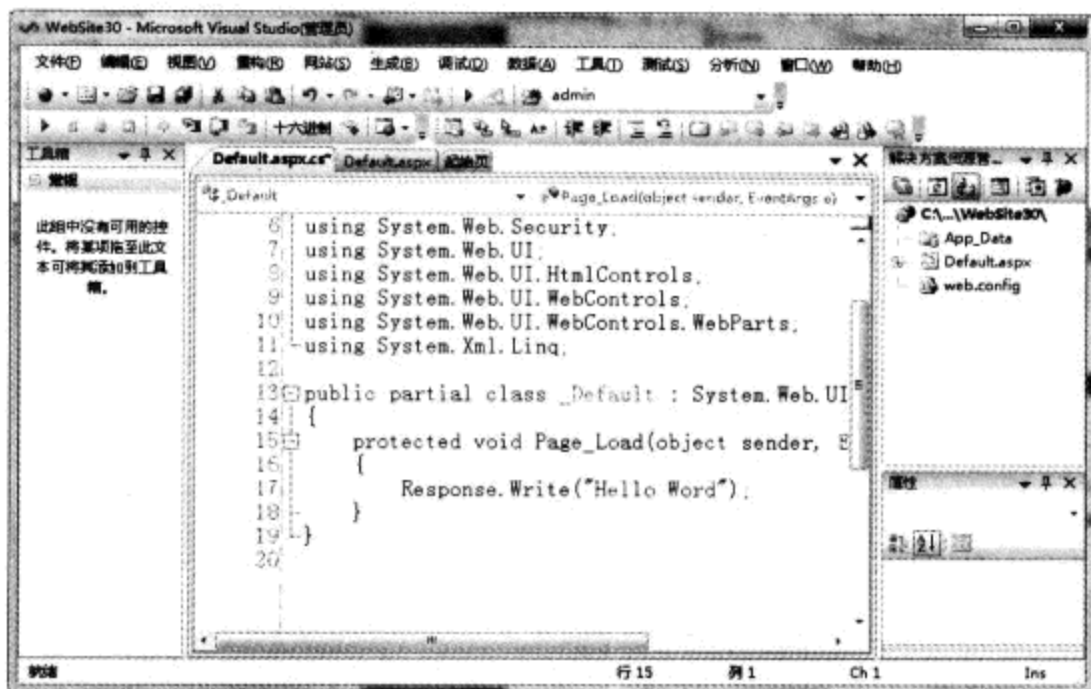 WebSite30 - Microsoft Visual Studio(管理员)
文件(F) 编辑(E) 视图(V) 重构(R) 网站(S) 生成(B) 调试(D) 数据(A) 工具(T) 测试(S) 分析(N) 窗口(W) 帮助(H)
admin
十六进制
工具箱
常规
此组中没有可用的控
件。将某项拖至此文
本可将其添加到工具
箱。
Default.aspx.cs* Default.aspx 起始页
_Default
Page_Load(object sender, EventArgs e)
6 using System.Web.Security;
7 using System.Web.UI;
8 using System.Web.UI.HtmlControls;
9 using System.Web.UI.WebControls;
10 using System.Web.UI.WebControls.WebParts;
11 using System.Xml.Linq;
12
13 public partial class _Default : System.Web.UI
14 {
15 protected void Page_Load(object sender, E
16 {
17 Response.Write("Hello Word");
18 }
19 }
20
解决方案资源管...
C:\...\WebSite30\
App_Data
Default.aspx
web.config
属性
就绪
行 15 列 1 Ch 1 Ins